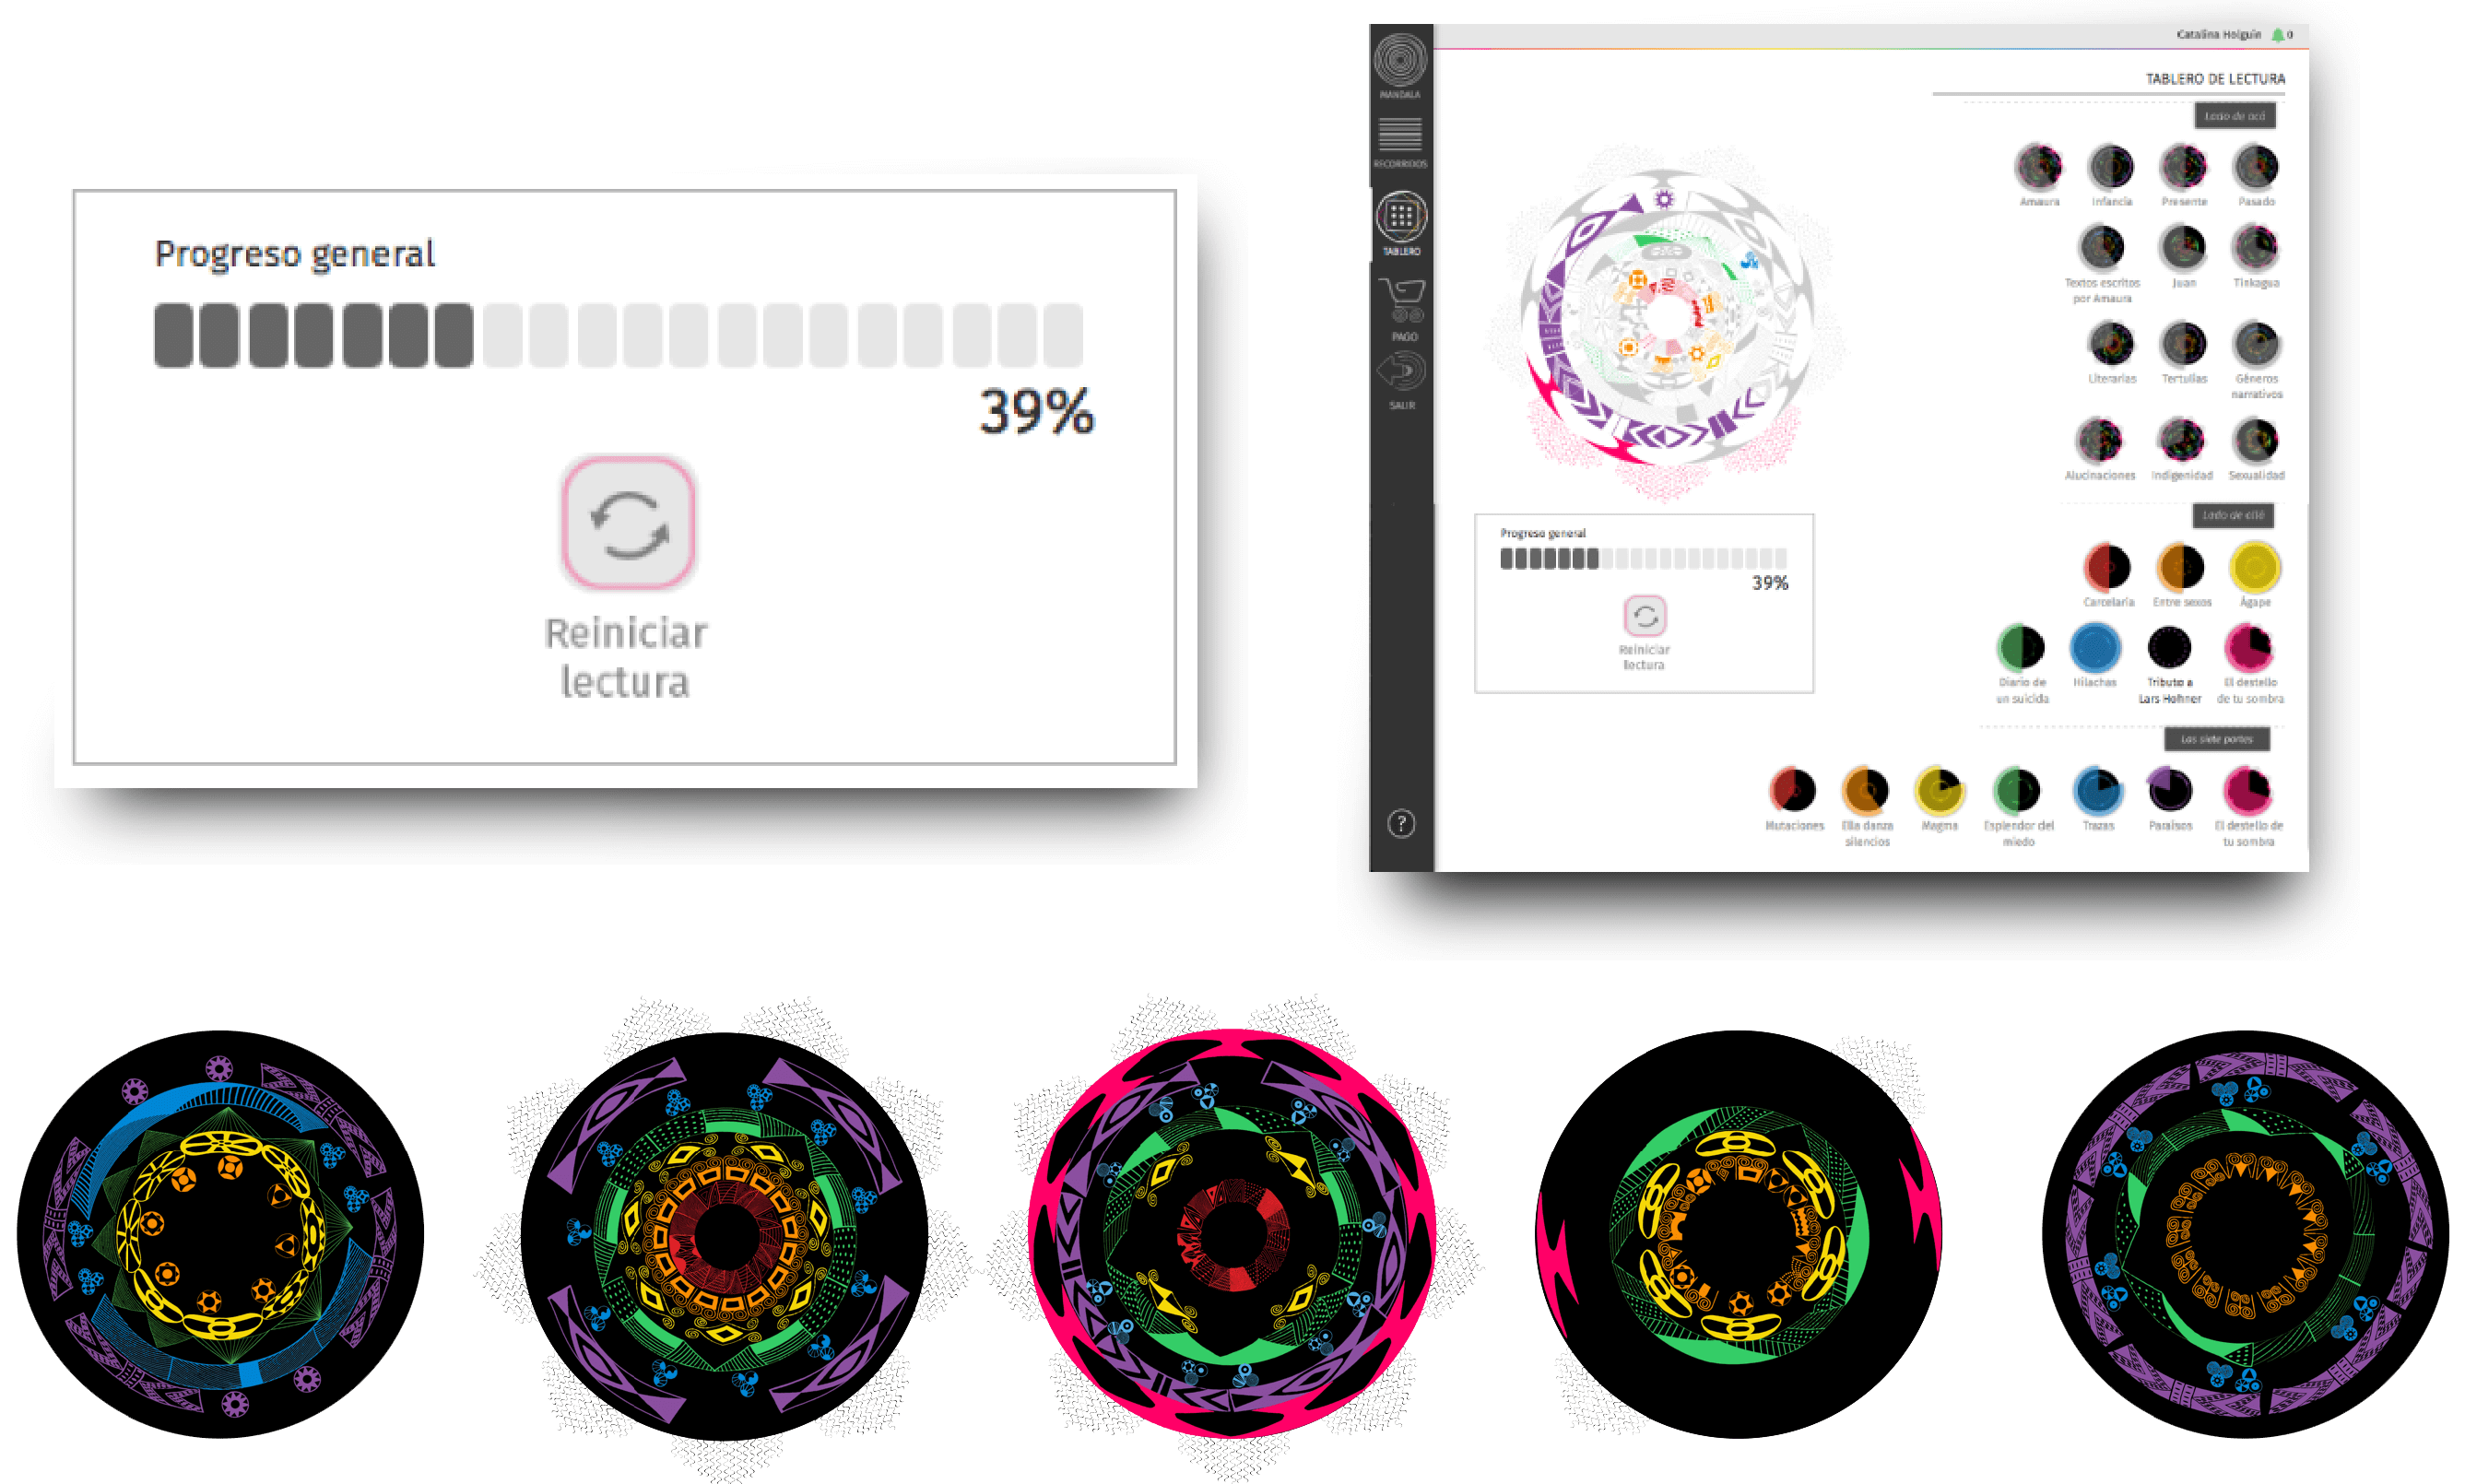 Progreso general
39%
Reiniciar
lectura
Catalina Holguin 0
TABLERO DE LECTURA
MANDALA
RECORRIDOS
TABLERO
PAGO
SALIR
?
Lado de acá
Amaura Infancia Presente Pasado
Textos escritos
por Amaura
Juan
Tinkagua
Literarias
Tertulias
Géneros
narrativos
Alucinaciones Indigenidad Sexualidad
Lado de allá
Carcelaria Entre sexos Ágape
Diario de
un suicida
Hilachas
Tributo a
Lars Hohner
El destello
de tu sombra
Progreso general
39%
Reiniciar
lectura
Las siete partes
Mutaciones
Ella danza
silencios
Magma
Esplendor del
miedo
Trazas
Paraísos
El destello de
tu sombra